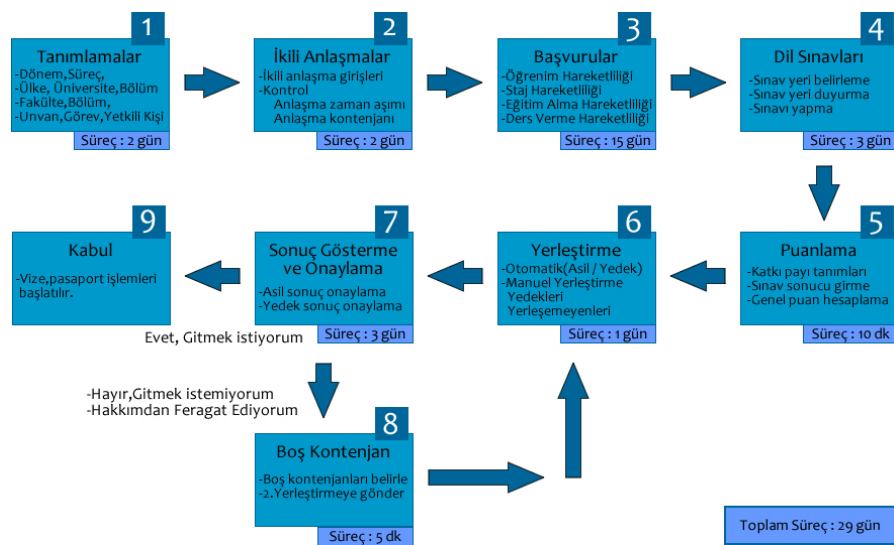 1
Tanımlamalar
-Dönem,Süreç,
-Ülke, Üniversite,Bölüm
-Fakülte,Bölüm,
-Unvan,Görev,Yetkili Kişi
Süreç : 2 gün
2
İkili Anlaşmalar
-İkili anlaşma girişleri
-Kontrol
Anlaşma zaman aşımı
Anlaşma kontenjanı
Süreç : 2 gün
3
Başvurular
-Öğrenim Hareketliliği
-Staj Hareketliliği
-Eğitim Alma Hareketliliği
-Ders Verme Hareketliliği
Süreç : 15 gün
4
Dil Sınavları
-Sınav yeri belirleme
-Sınav yeri duyurma
-Sınavı yapma
Süreç : 3 gün
5
Puanlama
-Katkı payı tanımları
-Sınav sonucu girme
-Genel puan hesaplama
Süreç : 10 dk
6
Yerleştirme
-Otomatik(Asil / Yedek)
-Manuel Yerleştirme
Yedekleri
Yerleşemeyenleri
Süreç : 1 gün
7
Sonuç Gösterme
ve Onaylama
-Asil sonuç onaylama
-Yedek sonuç onaylama
Süreç : 3 gün
9
Kabul
-Vize,pasaport işlemleri
başlatılır.
Evet, Gitmek istiyorum
-Hayır,Gitmek istemiyorum
-Hakkımdan Feragat Ediyorum
8
Boş Kontenjan
-Boş kontenjanları belirle
-2.Yerleştirmeye gönder
Süreç : 5 dk
Toplam Süreç : 29 gün